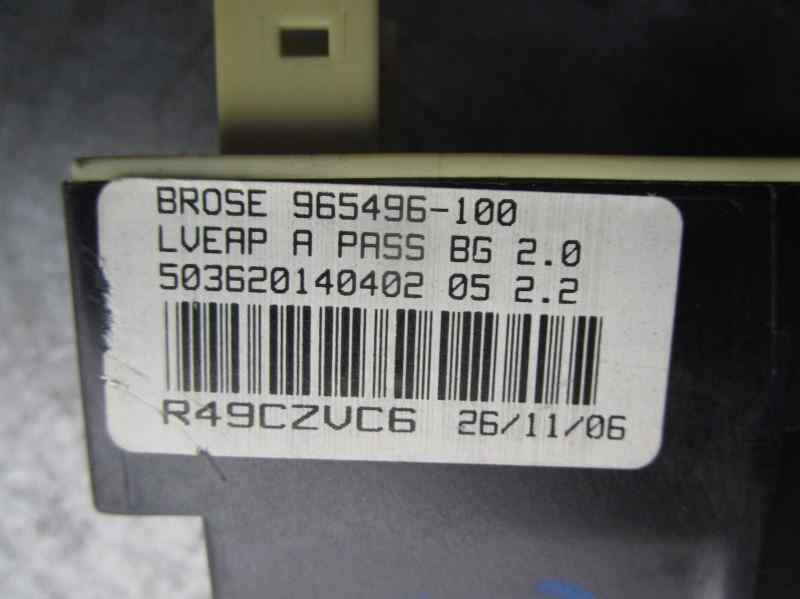 BROSE 965496-100
LVEAP A PASS BG 2.0
503620140402 05 2.2
R49CZVC6 26/11/06